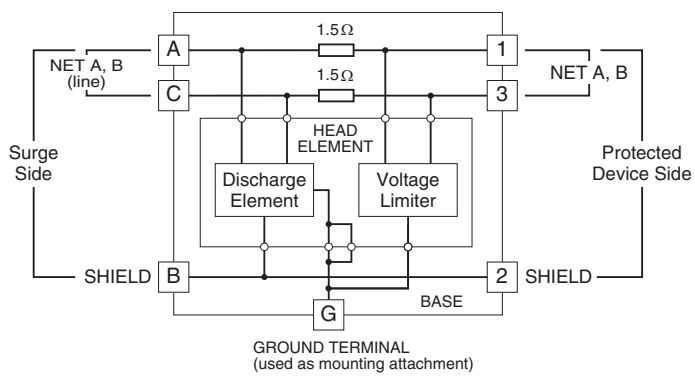 1.5Ω
A
1
NET A, B
(line)
NET A, B
1.5Ω
C
3
HEAD
ELEMENT
Surge
Side
Protected
Device Side
Discharge
Element
Voltage
Limiter
SHIELD
B
2
SHIELD
BASE
G
GROUND TERMINAL
(used as mounting attachment)